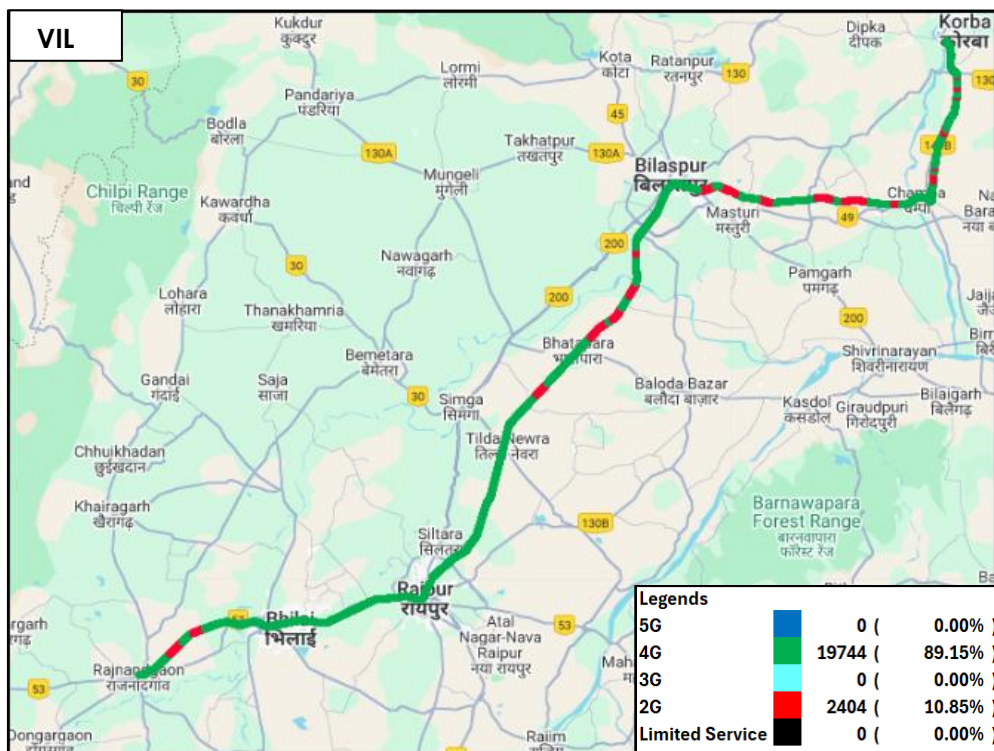 VIL
Kukdur
कुकदुर
Dipka
दीपक
Korba
कोरबा
30
Lormi
लोरमी
Kota
कोटा
Ratanpur
रतनपुर
130
130
Pandariya
पंडरिया
45
Bodla
बोरला
130A
Takhatpur
तखतपुर
130A
Bilaspur
Mungeli
मुंगेली
Chilpi Range
चिल्पी रेंज
Kawardha
कवर्धा
Masturi
मस्तुरी
49
200
Nawagarh
नवागढ़
30
Pamgarh
पमगढ़
Lohara
लोहारा
Thanakhamria
खमरिया
200
200
Bemetara
बेमेतरा
Shivrinarayan
शिवरीनारायण
Gandai
गंदाई
Saja
साजा
Baloda Bazar
बलौदा बाज़ार
30
Simga
सिमगा
Kasdol
कसडोल
Giraudpuri
गिरोदपुरी
Bilaigarh
बिलैगढ़
Tilda Newra
Chhuikhadan
छुईखदान
Khairagarh
खैरागढ़
Barnawapara
Forest Range
बारनवापारा
फॉरेस्ट रेंज
130B
Siltara
Raipur
रायपुर
Bhilai
भिलाई
Atal
Nagar-Nava
Raipur
नया रायपुर
53
Rajnandgaon
राजनांदगांव
53
Dongargaon
Rajim
Legends
5G 0 ( 0.00% )
4G 19744 ( 89.15% )
3G 0 ( 0.00% )
2G 2404 ( 10.85% )
Limited Service 0 ( 0.00% )